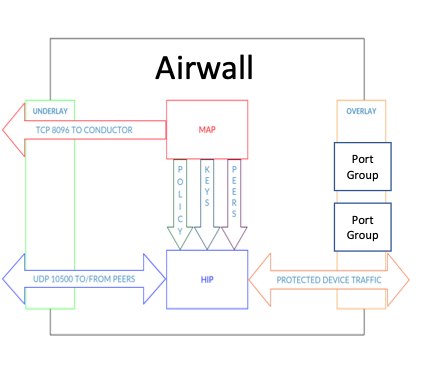 Airwall
UNDERLAY
OVERLAY
TCP 8096 TO CONDUCTOR
MAP
Port
Group
POLICY
KEYS
PEERS
Port
Group
UDP 10500 TO/FROM PEERS
HIP
PROTECTED DEVICE TRAFFIC